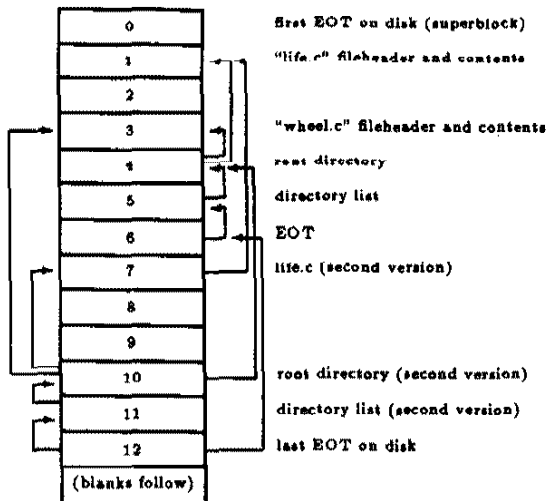 0 first EOT on disk (superblock)
1 "life.c" fileheader and contents
2
3 "wheel.c" fileheader and contents
4 root directory
5 directory list
6 EOT
7 life.c (second version)
8
9
10 root directory (second version)
11 directory list (second version)
12 last EOT on disk
(blanks follow)